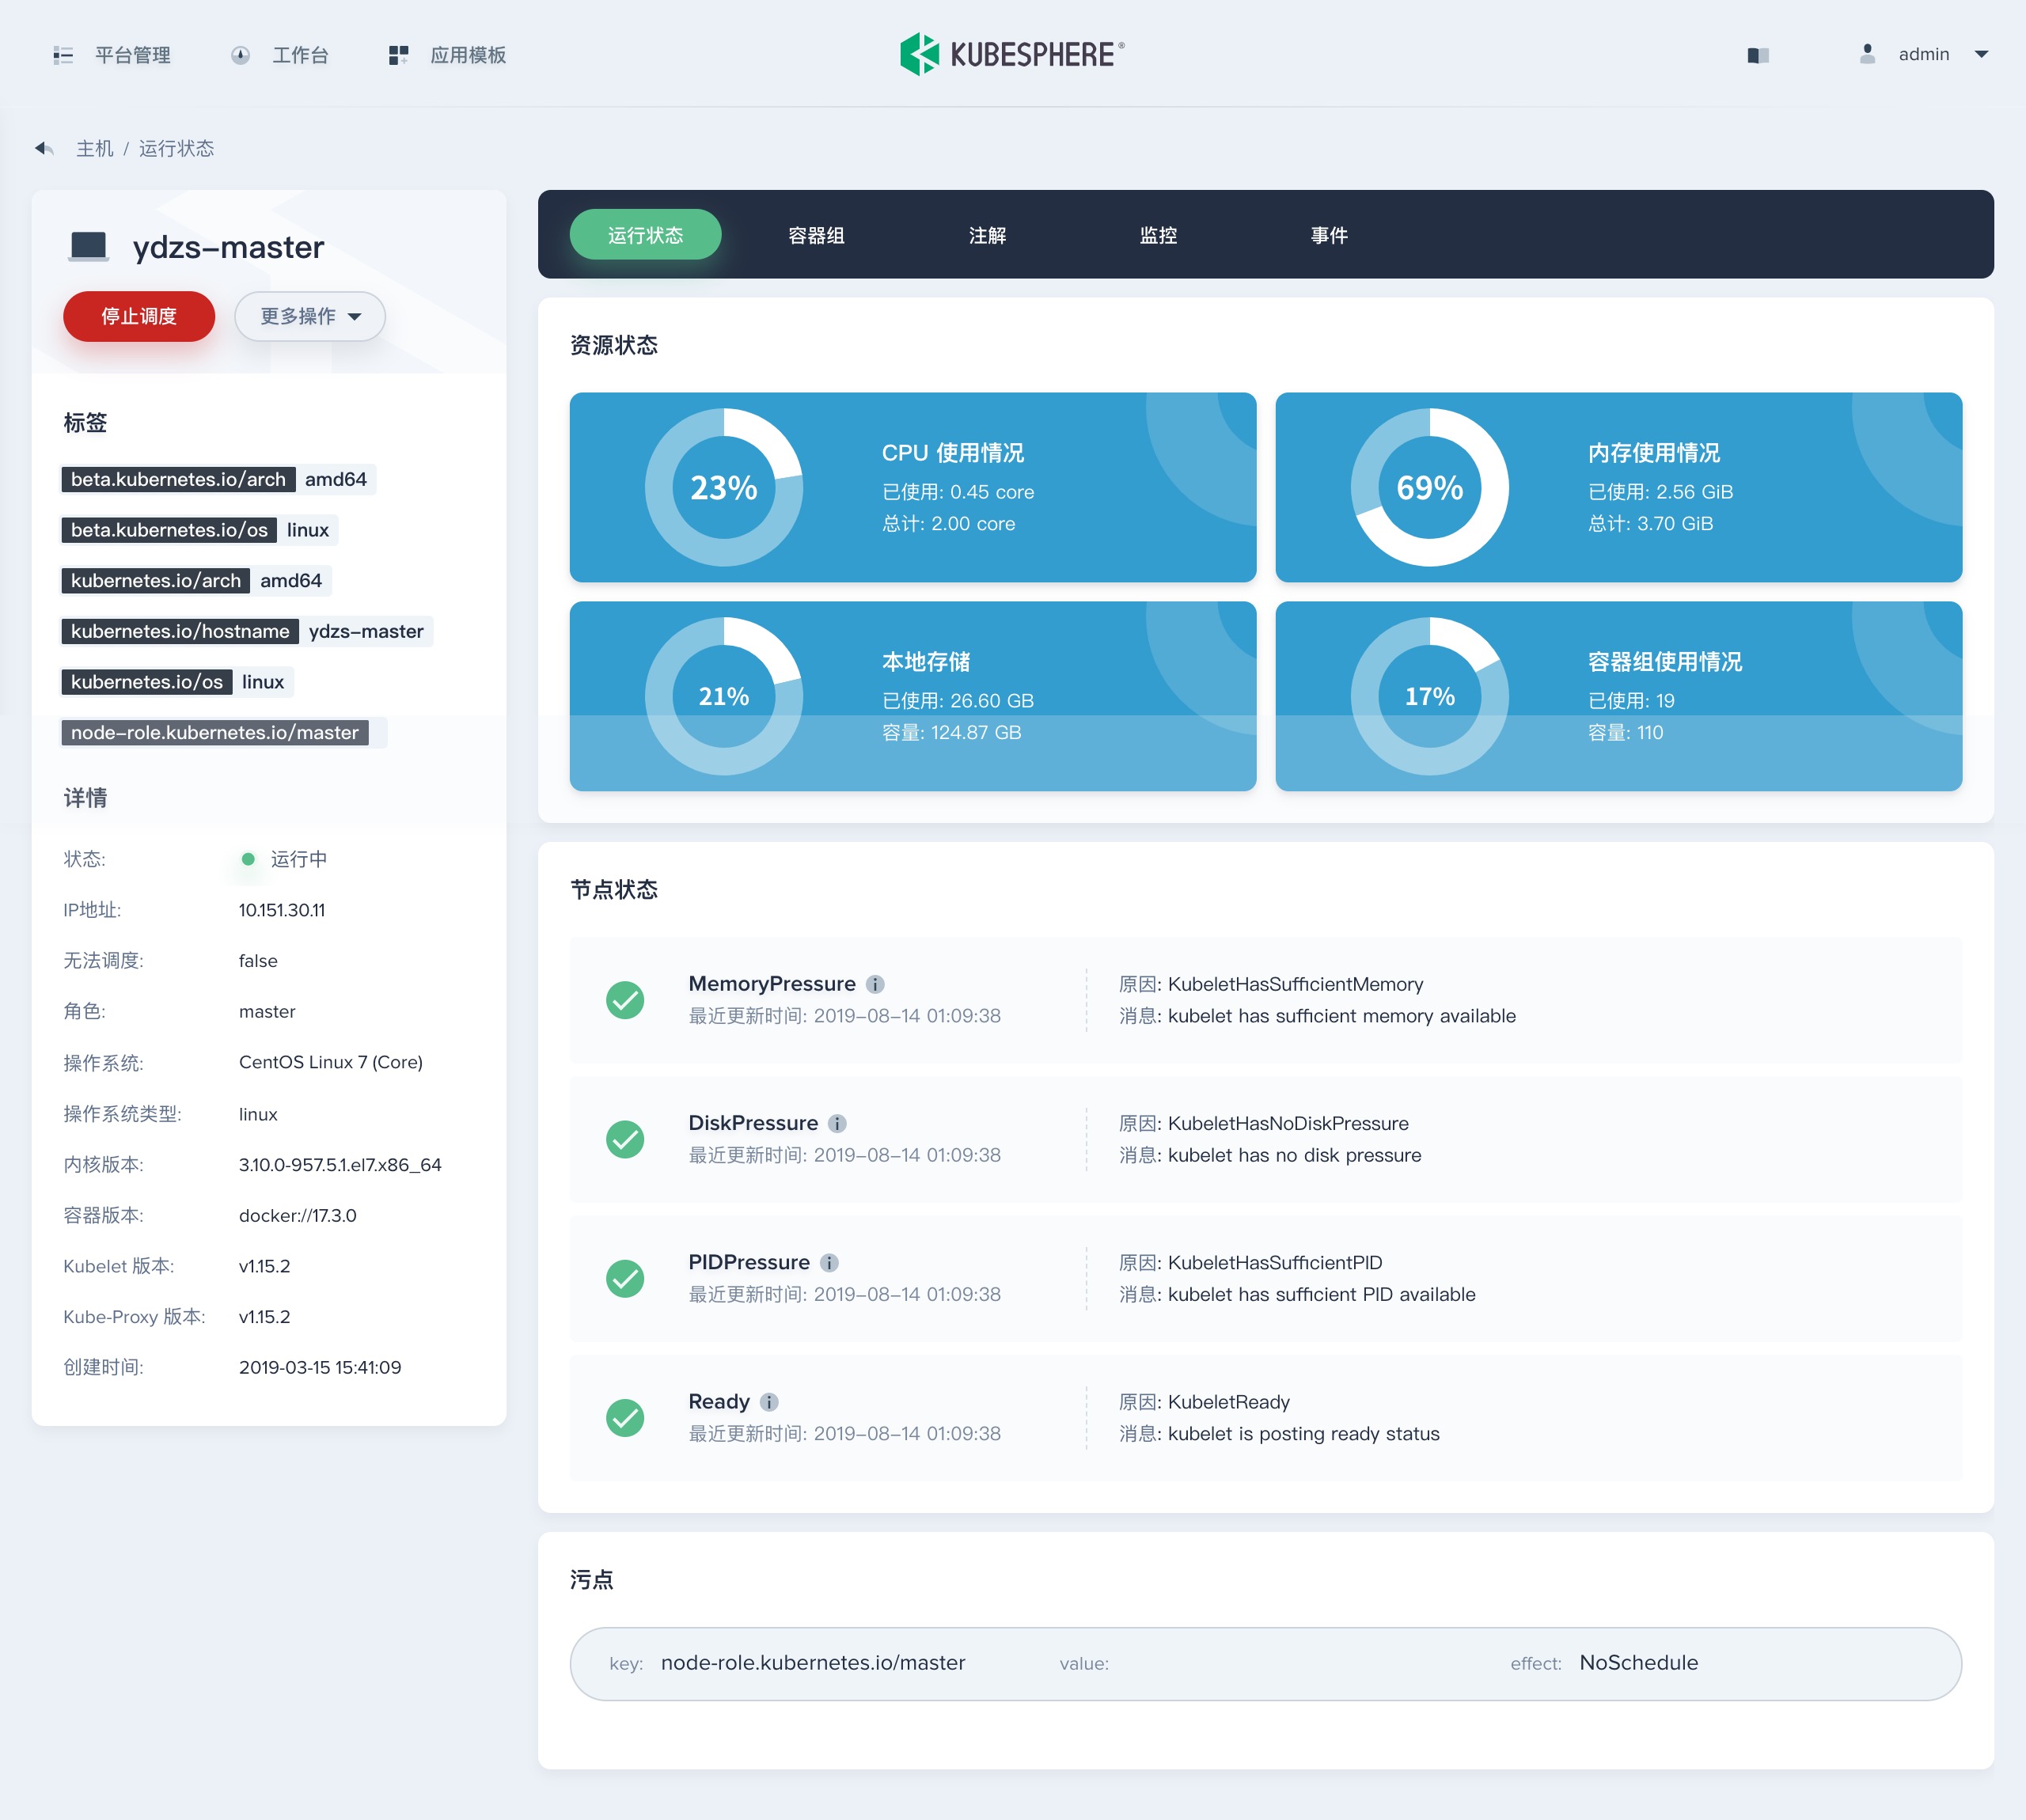 平台管理
工作台
应用模板
KUBESPHERE®
admin
主机 / 运行状态
ydzs-master
停止调度
更多操作
标签
beta.kubernetes.io/arch amd64
beta.kubernetes.io/os linux
kubernetes.io/arch amd64
kubernetes.io/hostname ydzs-master
kubernetes.io/os linux
node-role.kubernetes.io/master
详情
状态: 运行中
IP地址: 10.151.30.11
无法调度: false
角色: master
操作系统: CentOS Linux 7 (Core)
操作系统类型: linux
内核版本: 3.10.0-957.5.1.el7.x86_64
容器版本: docker://17.3.0
Kubelet 版本: v1.15.2
Kube-Proxy 版本: v1.15.2
创建时间: 2019-03-15 15:41:09
运行状态
容器组
注解
监控
事件
资源状态
23%
CPU 使用情况
已使用: 0.45 core
总计: 2.00 core
69%
内存使用情况
已使用: 2.56 GiB
总计: 3.70 GiB
21%
本地存储
已使用: 26.60 GB
容量: 124.87 GB
17%
容器组使用情况
已使用: 19
容量: 110
节点状态
MemoryPressure
最近更新时间: 2019-08-14 01:09:38
原因: KubeletHasSufficientMemory
消息: kubelet has sufficient memory available
DiskPressure
最近更新时间: 2019-08-14 01:09:38
原因: KubeletHasNoDiskPressure
消息: kubelet has no disk pressure
PIDPressure
最近更新时间: 2019-08-14 01:09:38
原因: KubeletHasSufficientPID
消息: kubelet has sufficient PID available
Ready
最近更新时间: 2019-08-14 01:09:38
原因: KubeletReady
消息: kubelet is posting ready status
污点
key: node-role.kubernetes.io/master
value:
effect: NoSchedule